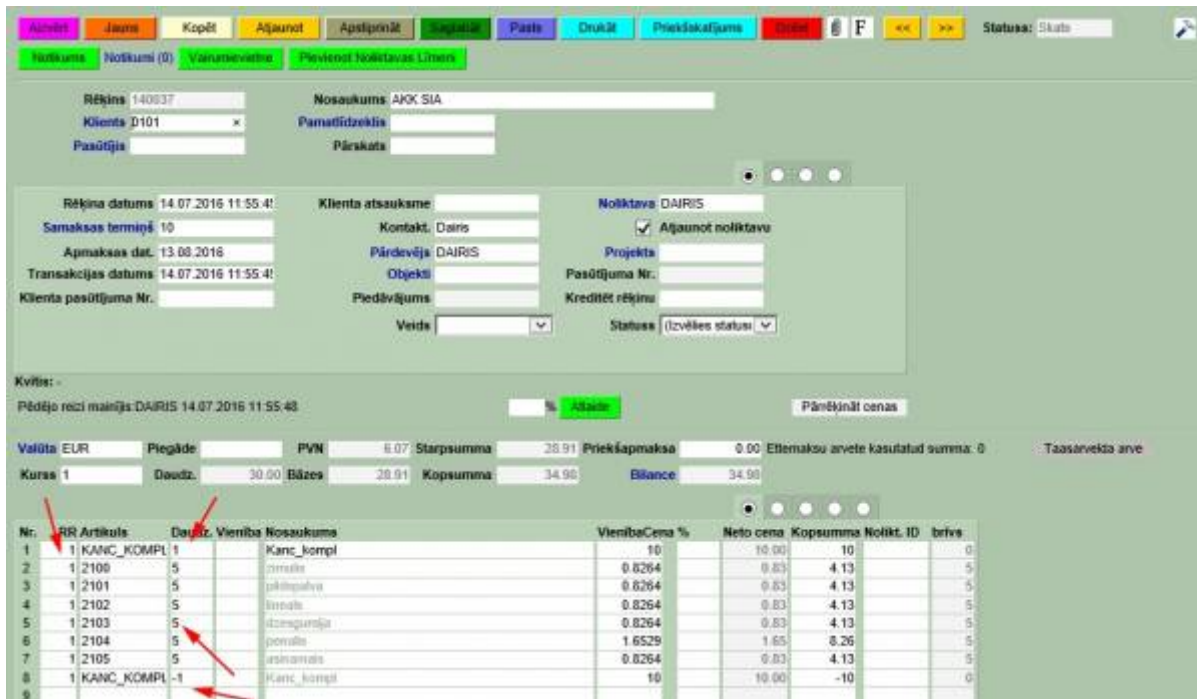 Aizvērt Jauns Kopēt Atjaunot Apstiprināt Saglabāt Paste Drukāt Priekšskatījums Dzēst F << >> Statuss: Skats
Notikums Notikumi (0) Vairumieviete Pievienot Noliktavas Līmeni
Rēķins 140037 Nosaukums AKK SIA
Klients 0101 × Pamatlīdzeklis
Pasūtījis Pārskats
Rēķina datums 14.07.2016 11:55:4 Klienta atsauksme Noliktava DAIRIS
Samaksas termiņš 10 Kontakt. Dairis Atjaunot noliktavu
Apmaksas dat. 13.08.2016 Pārdevējs DAIRIS Projekts
Transakcijas datums 14.07.2016 11:55:4 Objekti Pasūtījuma Nr.
Klienta pasūtījuma Nr. Piedāvājums Kreditēt rēķinu
Veids Statuss (Izvēlies statusu
Kvītis: -
Pēdējo reizi mainījis:DAIRIS 14.07.2016 11:55:48 % Atlaide Pārrēķināt cenas
Valūta EUR Piegāde PVN 6.07 Starpsumma 28.91 Priekšapmaksa 0.00 Ettemaksu arvete kasutatud summa: 0 Taasarvekta arve
Kurss 1 Daudz. 30.00 Bāzes 28.91 Kopsumma 34.98 Bilance 34.98
Nr. RR Artikuls Daudz. Vienība Nosaukums VienībaCena % Neto cena Kopsumma Nolikt. ID brīvs
1 1 KANC_KOMPL 1 Kanc_kompl 10 10.00 10 0
2 1 2100 5 zimulis 0.8264 0.83 4.13 5
3 1 2101 5 0.8264 0.83 4.13 5
4 1 2102 5 lineals 0.8264 0.83 4.13 5
5 1 2103 5 dzesgumija 0.8264 0.83 4.13 5
6 1 2104 5 penalis 1.6529 1.65 8.26 5
7 1 2105 5 asinamais 0.8264 0.83 4.13 5
8 1 KANC_KOMPL -1 Kanc_kompl 10 10.00 -10 0
9